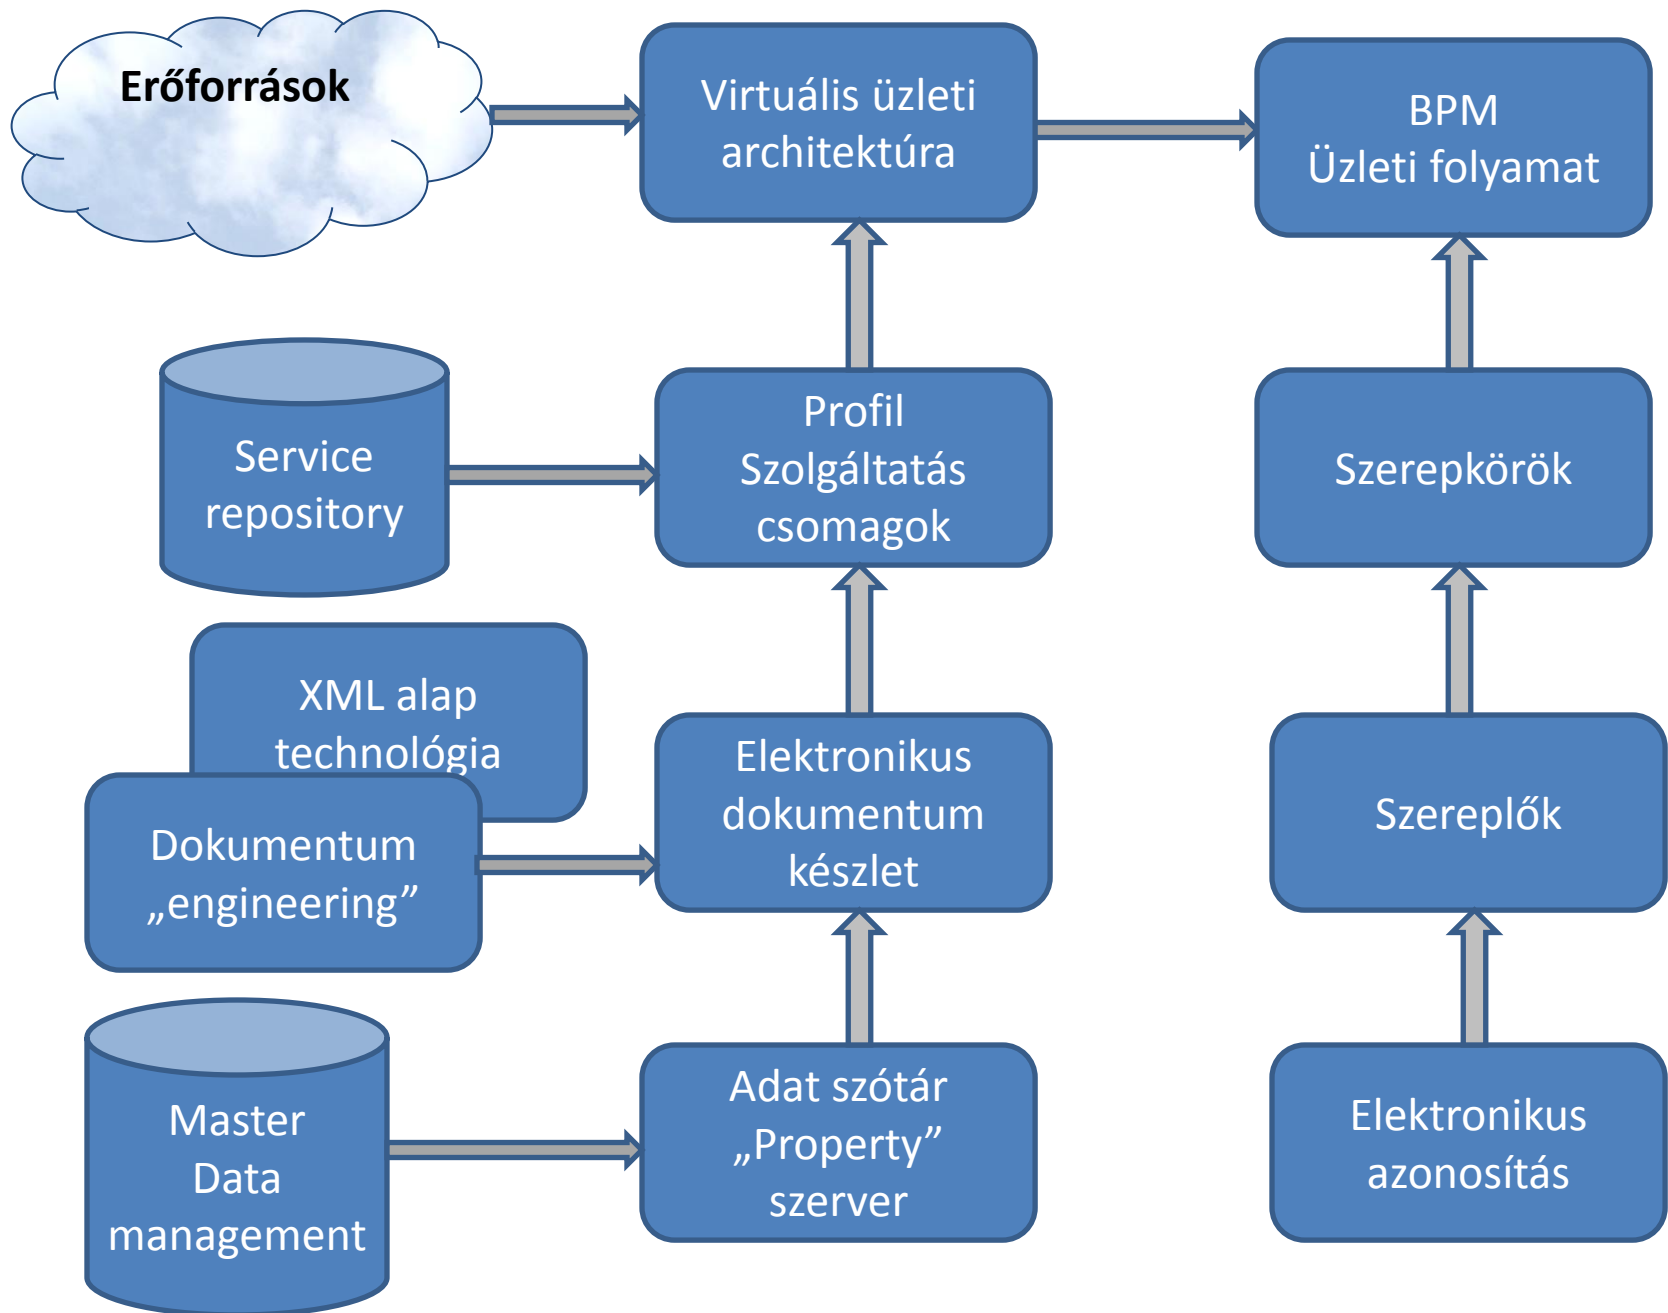 Erőforrások
Virtuális üzleti
architektúra
BPM
Üzleti folyamat
Service
repository
Profil
Szolgáltatás
csomagok
Szerepkörök
XML alap
technológia
Dokumentum
„engineering”
Elektronikus
dokumentum
készlet
Szereplők
Master
Data
management
Adat szótár
„Property”
szerver
Elektronikus
azonosítás